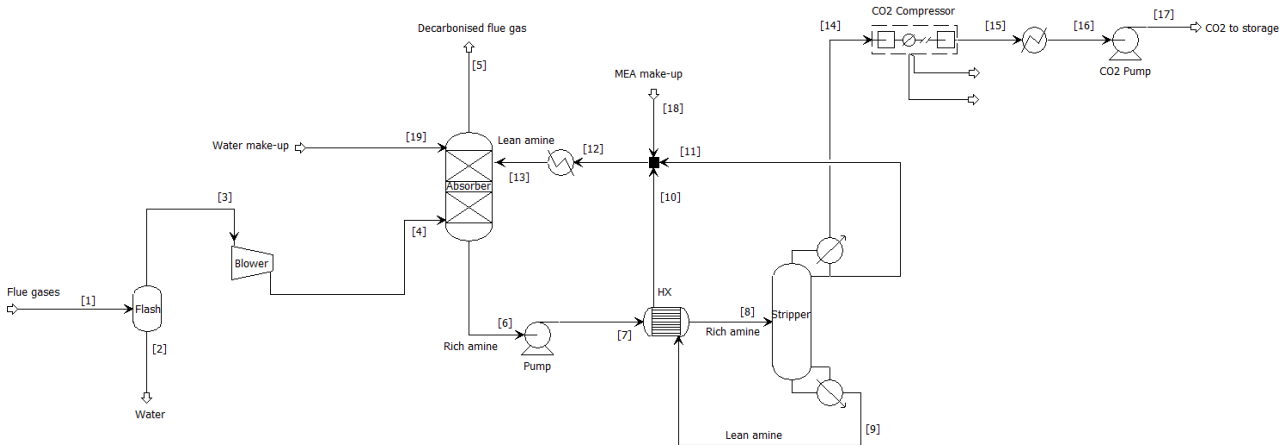 [14]
CO2 Compressor
[15]
[16]
[17]
CO2 to storage
CO2 Pump
Decarbonised flue gas
[5]
MEA make-up
[18]
Water make-up
[19]
Lean amine
[12]
[11]
[13]
Absorber
[10]
[3]
[4]
Blower
Flue gases
[1]
Flash
[2]
Water
HX
[6]
Rich amine
Pump
[7]
[8]
Rich amine
Stripper
[9]
Lean amine